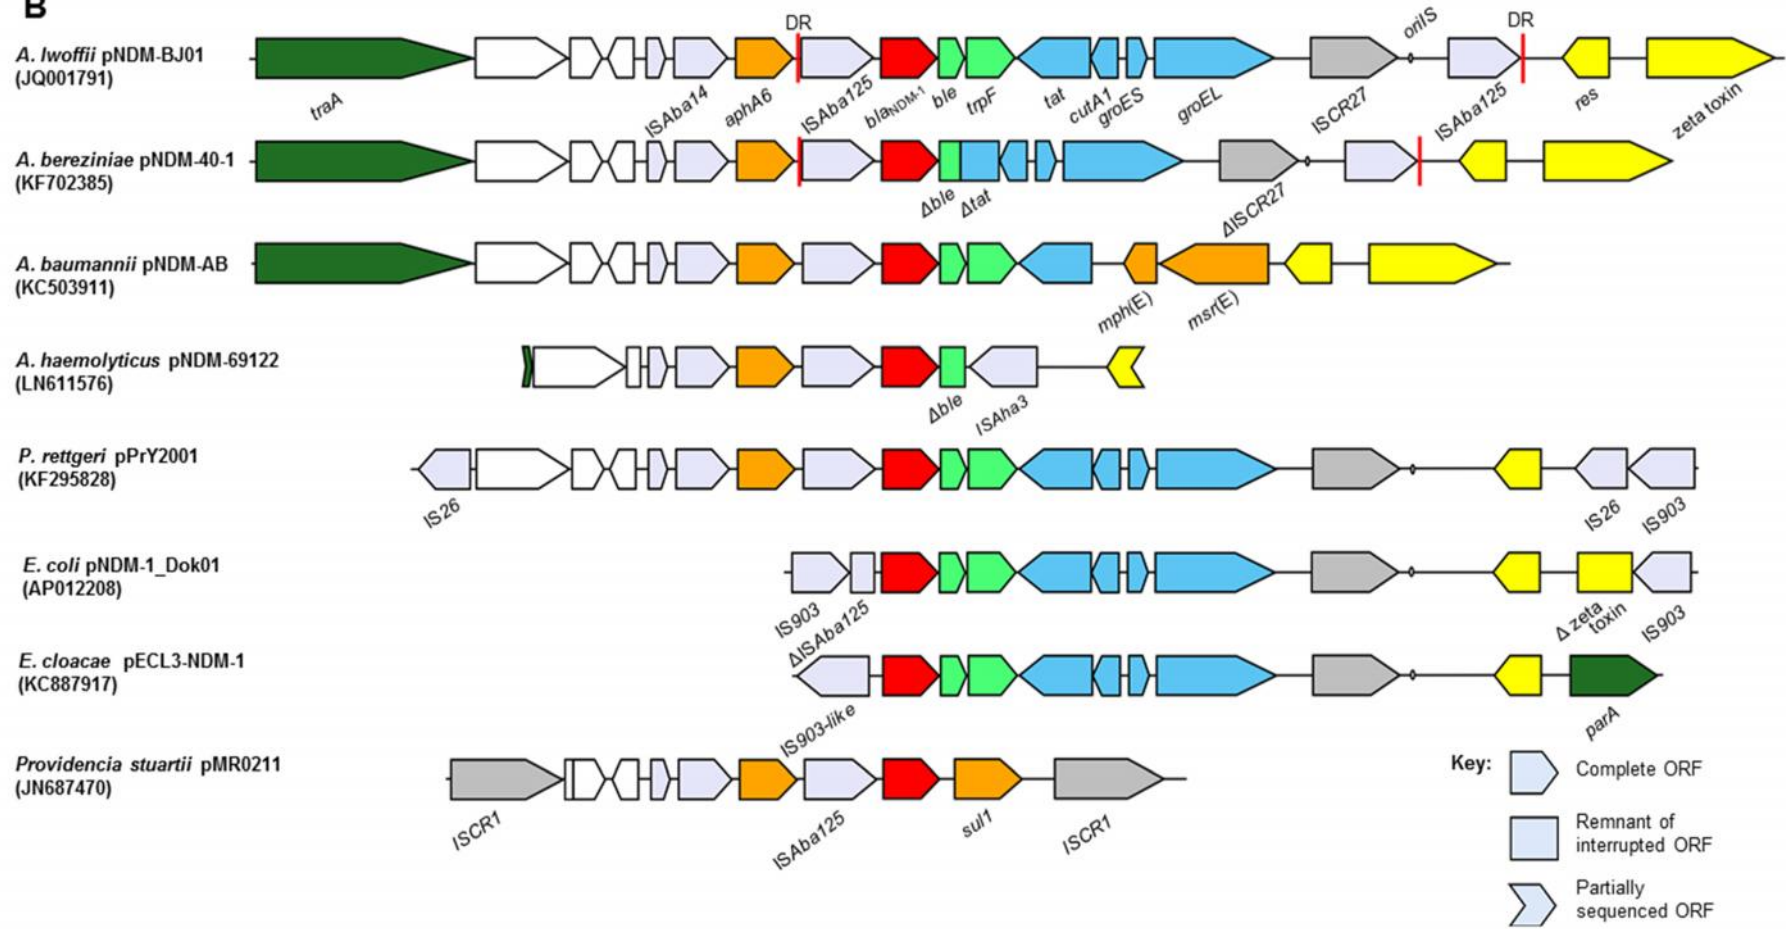 B
DR
DR
oriIS
A. lwoffii pNDM-BJ01
(JQ001791)
traA
ISAba14
aphA6
ISAba125
blaNDM-1
ble
trpF
tat
cutA1
groES
groEL
ISCR27
ISAba125
res
zeta toxin
A. bereziniae pNDM-40-1
(KF702385)
Δble
Δtat
ΔISCR27
A. baumannii pNDM-AB
(KC503911)
mph(E)
msr(E)
A. haemolyticus pNDM-69122
(LN611576)
Δble
ISAha3
P. rettgeri pPrY2001
(KF295828)
IS26
IS26
IS903
E. coli pNDM-1_Dok01
(AP012208)
IS903
ΔISAba125
Δ zeta
toxin
IS903
E. cloacae pECL3-NDM-1
(KC887917)
IS903-like
parA
Providencia stuartii pMR0211
(JN687470)
ISCR1
ISAba125
sul1
ISCR1
Key:
Complete ORF
Remnant of
interrupted ORF
Partially
sequenced ORF